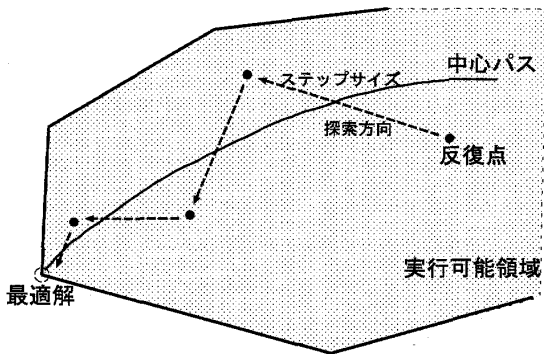 中心パス
ステップサイズ
探索方向
反復点
実行可能領域
最適解